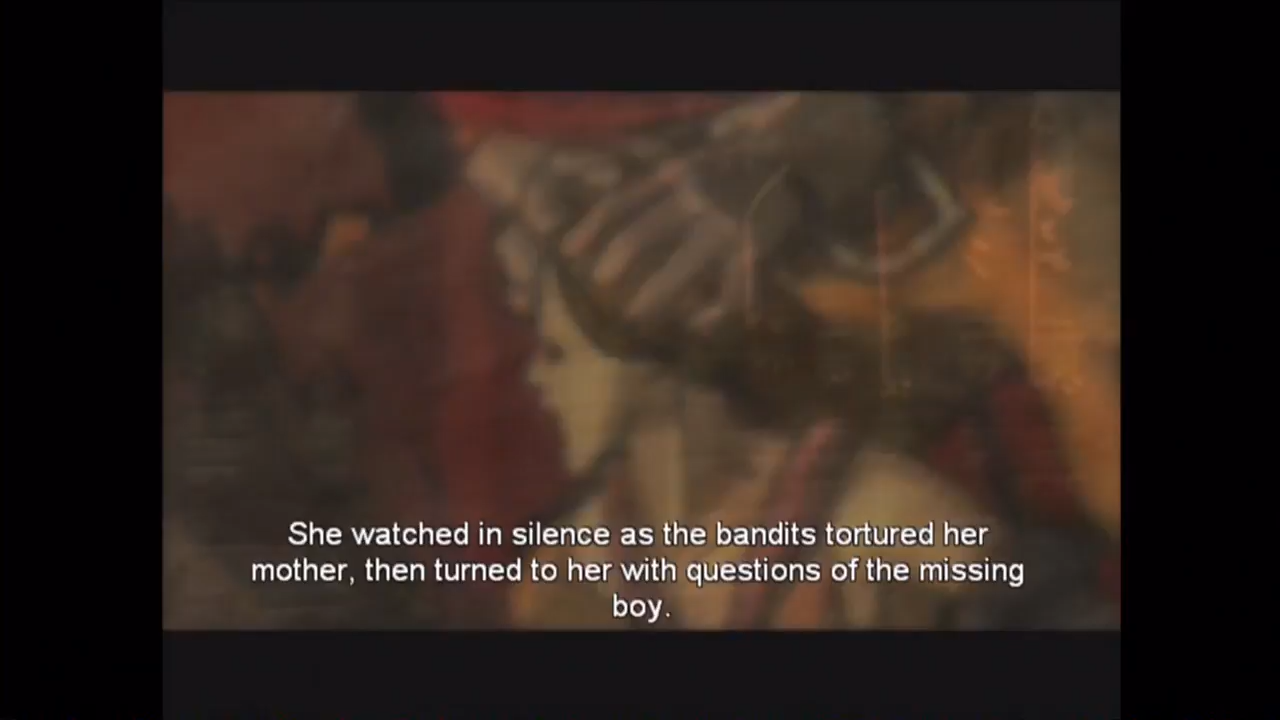 She watched in silence as the bandits tortured her
mother, then turned to her with questions of the missing
boy.